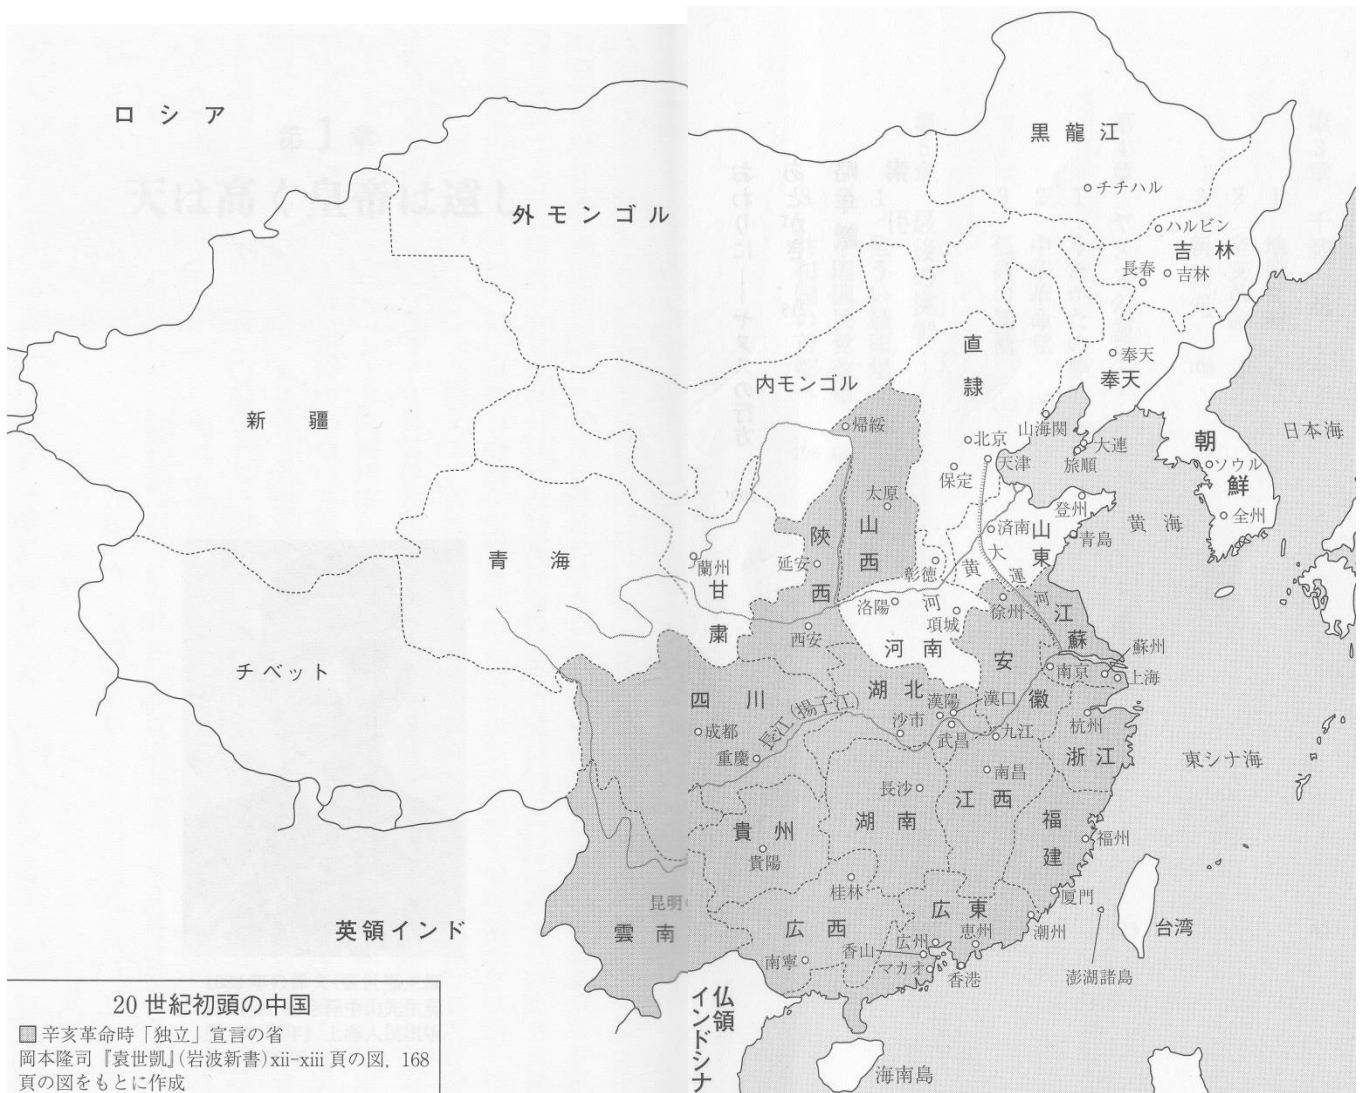 ロシア
外モンゴル
黒龍江
チチハル
ハルビン
吉林
長春
吉林
直隷
奉天
奉天
内モンゴル
新疆
帰綏
北京
山海関
天津
大連
旅順
朝鮮
ソウル
全州
日本海
保定
太原
山西
陝西
延安
登州
済南
山東
青島
黄海
青海
蘭州
甘粛
彰徳
黄河
大運河
洛陽
項城
徐州
江蘇
西安
河南
安徽
蘇州
南京
上海
チベット
四川
湖北
漢陽
漢口
成都
長江(揚子江)
沙市
武昌
九江
杭州
重慶
浙江
東シナ海
南昌
長沙
江西
湖南
貴州
貴陽
福建
福州
桂林
厦門
昆明
雲南
広西
広東
広州
恵州
潮州
台湾
香山
南寧
マカオ
香港
澎湖諸島
英領インド
仏領インドシナ
海南島
20世紀初頭の中国
辛亥革命時「独立」宣言の省
岡本隆司『袁世凱』(岩波新書)xii-xiii頁の図,168
頁の図をもとに作成
第1章
天は高く皇帝は遠し